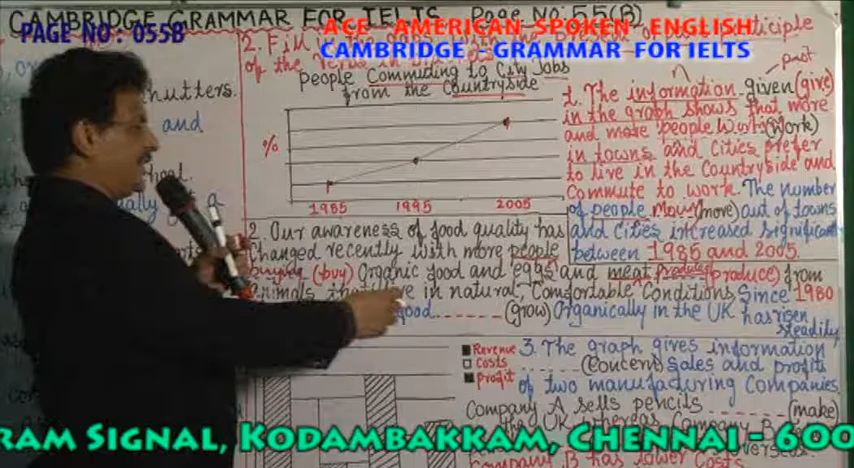 CAMBRIDGE GRAMMAR FOR IELTS Page No: 55(B)
ACE - AMERICAN SPOKEN ENGLISH
CAMBRIDGE - GRAMMAR FOR IELTS
PAGE NO : 055B
2. Fill
participle
of the Verbs in
People Commuting to City Jobs
from the Countryside
%
1985 1995 2005
hutters.
and
past
1. The information given (give)
in the graph shows that more
and more people working (work)
in towns and cities prefer
to live in the Countryside and
Commute to work. The Number
of people moving (move) out of towns
and cities increased significantly
between 1985 and 2005.
2. Our awareness of food quality has
Changed recently with more people
buying (buy) Organic food and eggs and meat produced (produce) from
Animals that live in natural, Comfortable Conditions Since 1980
good ........ (grow) Organically in the UK has risen
steadily
Revenue
Costs
Profit
3. The graph gives information
........ (Concern) Sales and profits
of two manufacturing Companies
Company A sells pencils ........ (make)
the UK whereas Company B
overseas.
Company B has lower Cost
RAM SIGNAL, KODAMBAKKAM, CHENNAI - 600